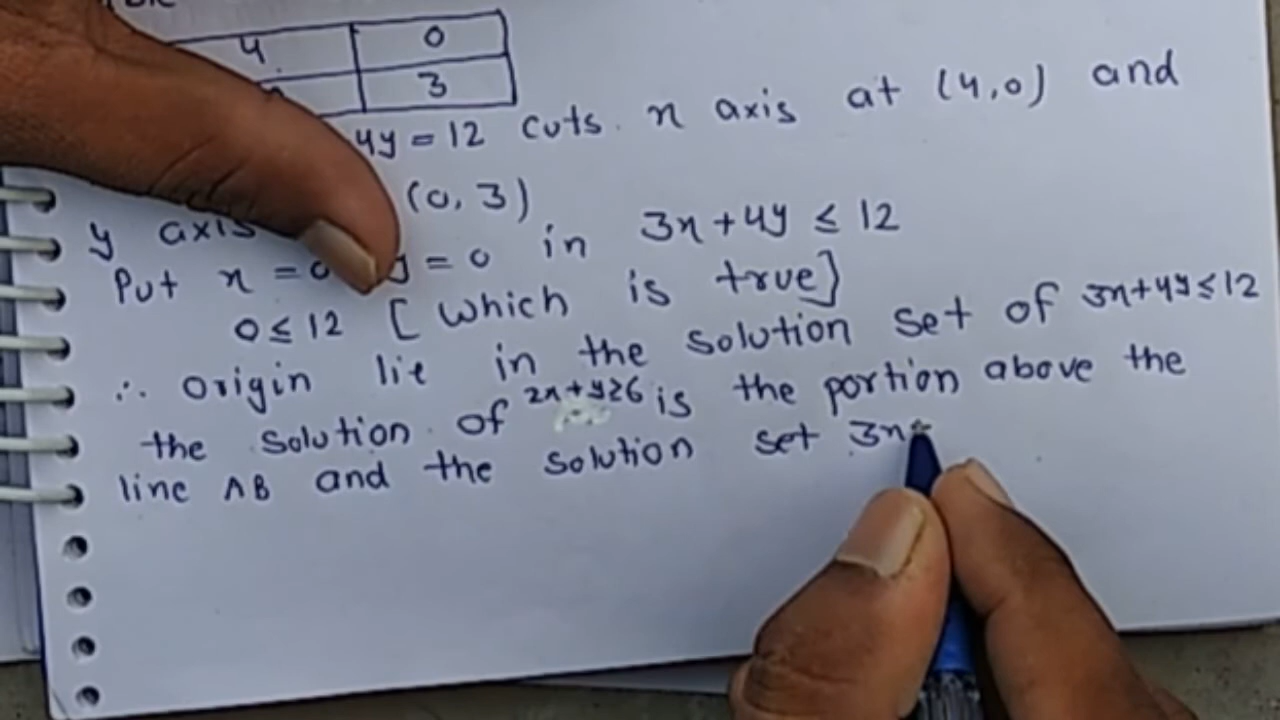 4 0
3
4y = 12 cuts x axis at (4,0) and
y axis (0,3)
Put x = 0 y = 0 in 3x+4y ≤ 12
0 ≤ 12 [which is true]
∴ origin lie in the solution set of 3x+4y≤12
the solution of 2x+y≥6 is the portion above the
line AB and the solution set 3x